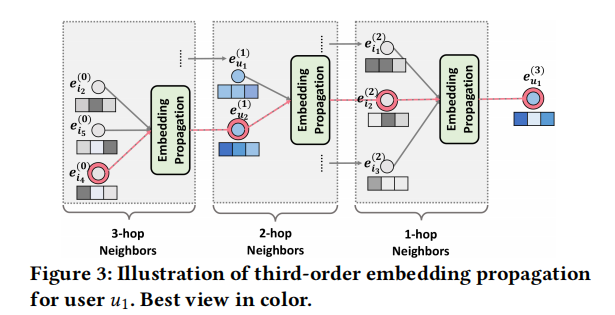 e_{i_2}^{(0)}
e_{i_5}^{(0)}
e_{i_4}^{(0)}
Embedding
Propagation
e_{u_1}^{(1)}
e_{u_2}^{(1)}
Embedding
Propagation
e_{i_1}^{(2)}
e_{i_2}^{(2)}
e_{i_3}^{(2)}
Embedding
Propagation
e_{u_1}^{(3)}
3-hop
Neighbors
2-hop
Neighbors
1-hop
Neighbors
Figure 3: Illustration of third-order embedding propagation
for user u_1. Best view in color.